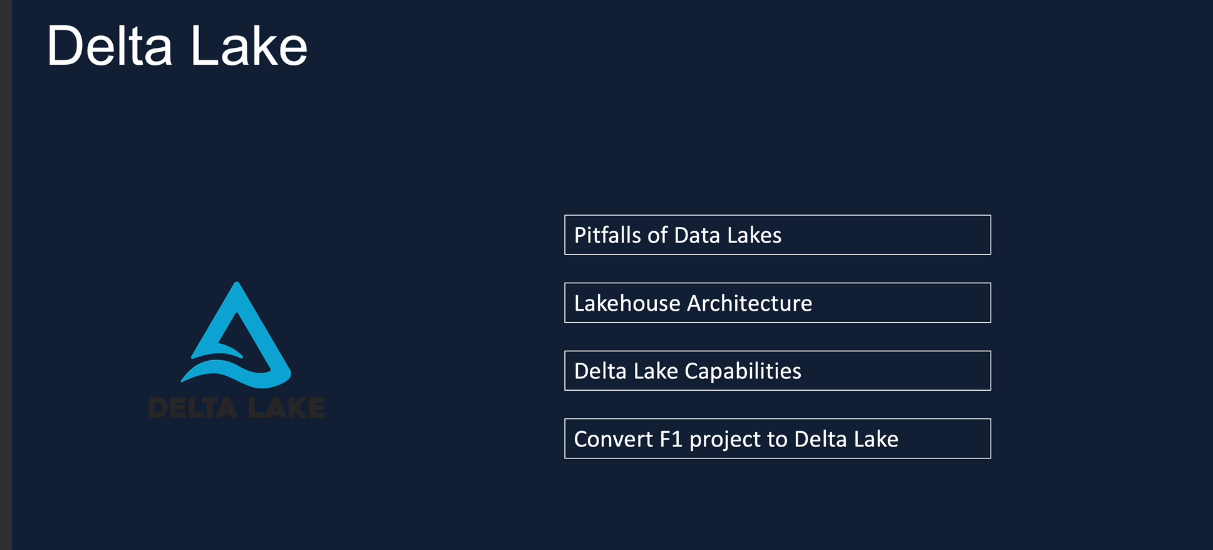 Delta Lake
DELTA LAKE
Pitfalls of Data Lakes
Lakehouse Architecture
Delta Lake Capabilities
Convert F1 project to Delta Lake